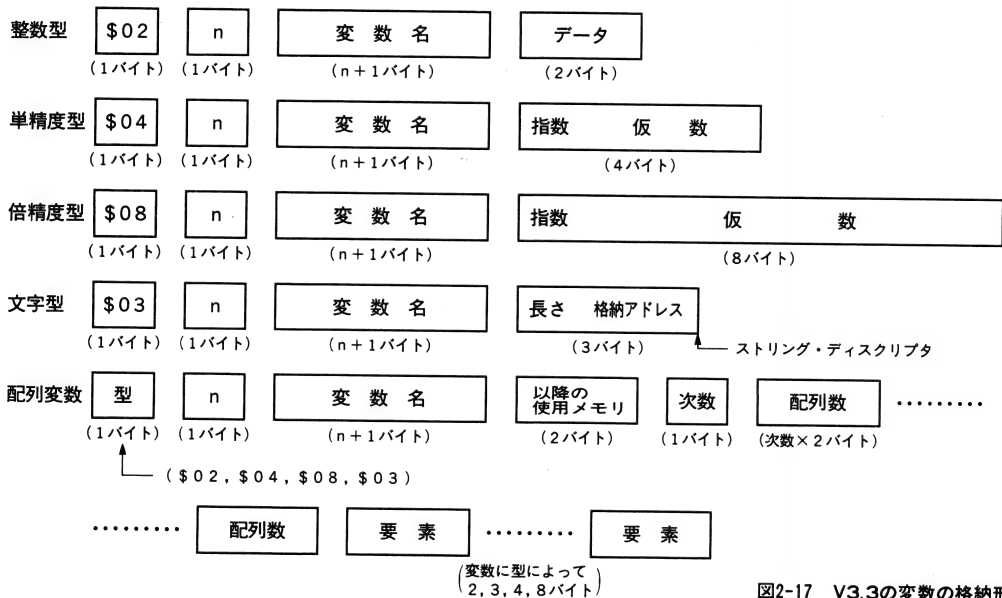 整数型 $02 n 変数名 データ
(1バイト) (1バイト) (n+1バイト) (2バイト)
単精度型 $04 n 変数名 指数 仮数
(1バイト) (1バイト) (n+1バイト) (4バイト)
倍精度型 $08 n 変数名 指数 仮数
(1バイト) (1バイト) (n+1バイト) (8バイト)
文字型 $03 n 変数名 長さ 格納アドレス
(1バイト) (1バイト) (n+1バイト) (3バイト) ストリング・ディスクリプタ
配列変数 型 n 変数名 以降の使用メモリ 次数 配列数 ………
(1バイト) (1バイト) (n+1バイト) (2バイト) (1バイト) (次数×2バイト)
($02,$04,$08,$03)
……… 配列数 要素 ……… 要素
(変数に型によって
2,3,4,8バイト)
図2-17 V3.3の変数の格納形